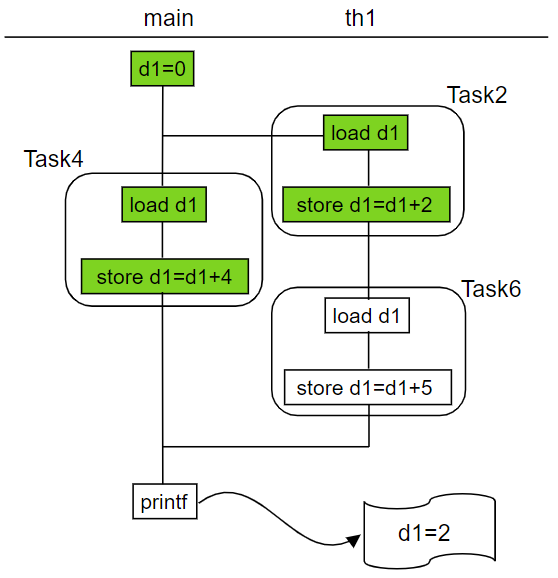 main th1
d1=0
Task2
load d1
Task4
load d1
store d1=d1+2
store d1=d1+4
Task6
load d1
store d1=d1+5
printf
d1=2